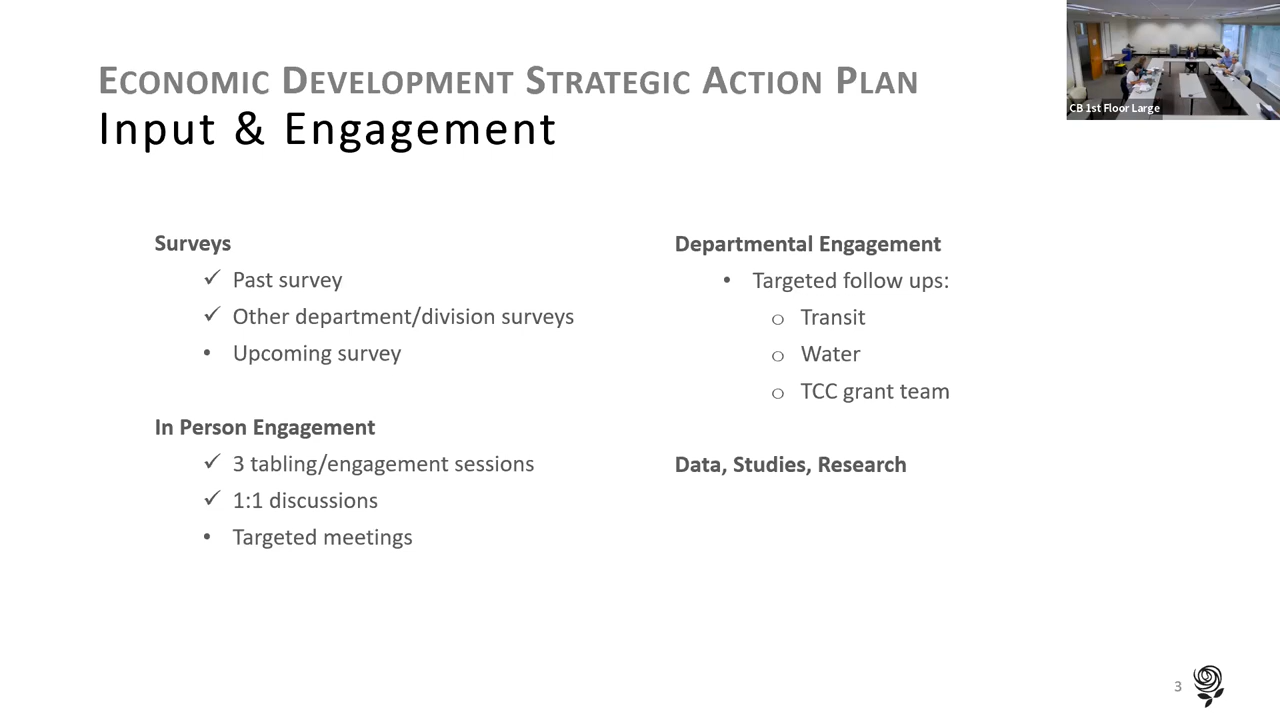 ECONOMIC DEVELOPMENT STRATEGIC ACTION PLAN
Input & Engagement
CB 1st Floor Large
Surveys
✓ Past survey
✓ Other department/division surveys
• Upcoming survey
In Person Engagement
✓ 3 tabling/engagement sessions
✓ 1:1 discussions
• Targeted meetings
Departmental Engagement
• Targeted follow ups:
o Transit
o Water
o TCC grant team
Data, Studies, Research
3